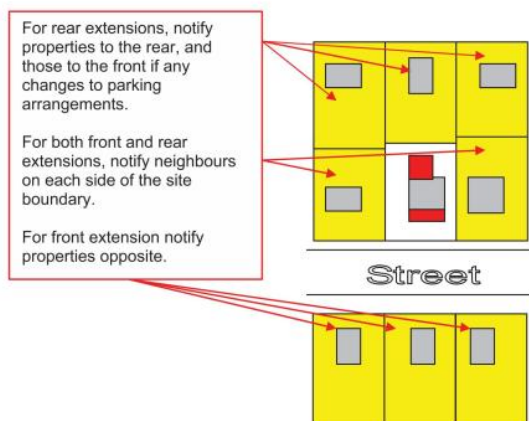 For rear extensions, notify
properties to the rear, and
those to the front if any
changes to parking
arrangements.
For both front and rear
extensions, notify neighbours
on each side of the site
boundary.
For front extension notify
properties opposite.
Street